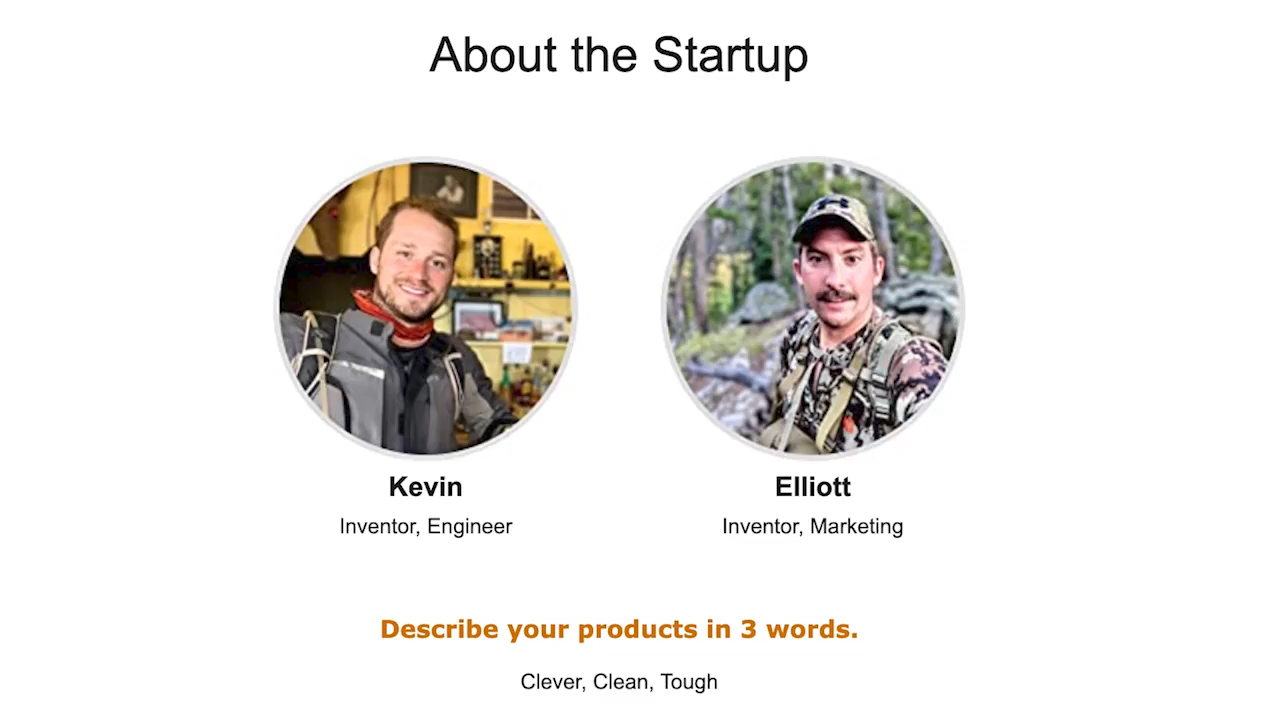 About the Startup
Kevin
Elliott
Inventor, Engineer
Inventor, Marketing
Describe your products in 3 words.
Clever, Clean, Tough